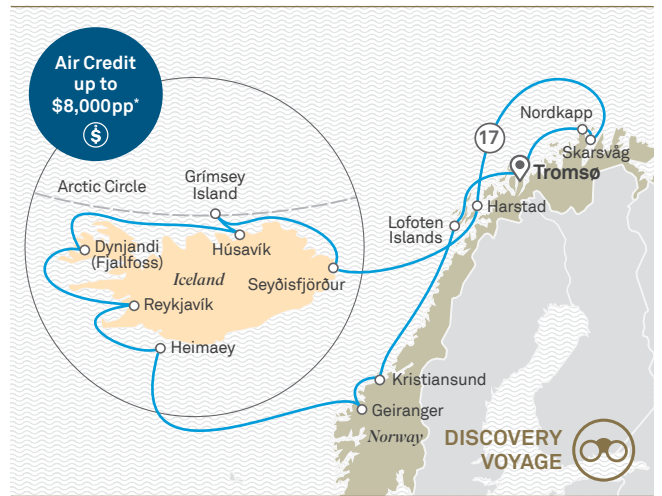 Air Credit
up to
$8,000pp*
$
Nordkapp
17
Skarsvåg
Tromsø
Grímsey
Island
Arctic Circle
Harstad
Lofoten
Islands
Dynjandi
(Fjallfoss)
Húsavík
Iceland
Seyðisfjörður
Reykjavík
Heimaey
Kristiansund
Geiranger
Norway
DISCOVERY
VOYAGE